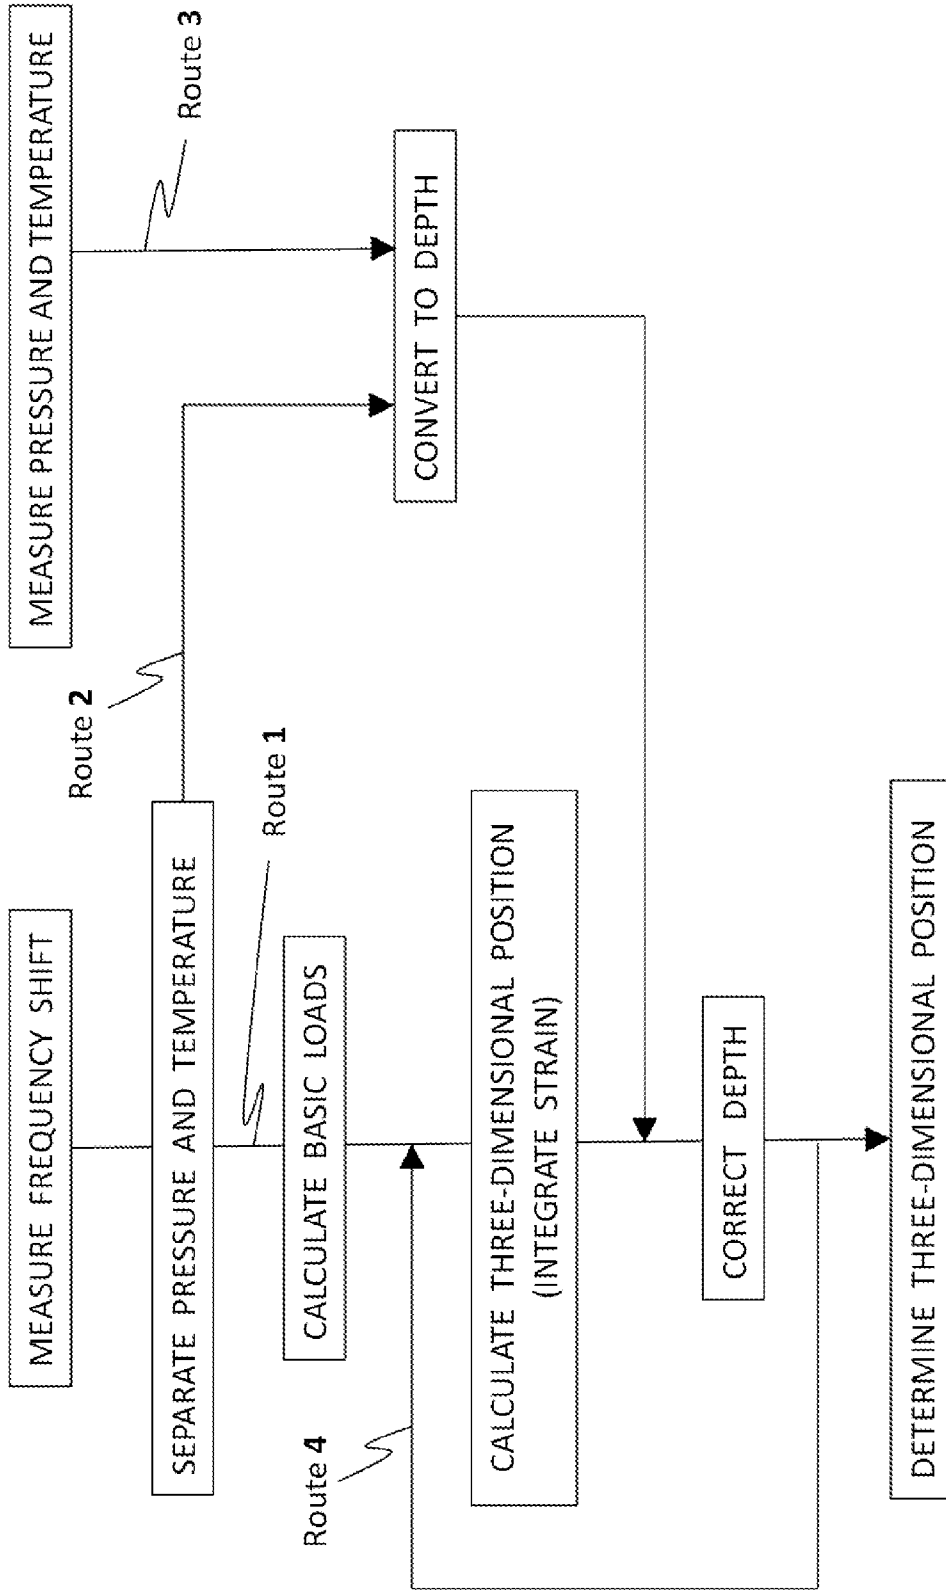 MEASURE FREQUENCY SHIFT
MEASURE PRESSURE AND TEMPERATURE
Route 3
Route 2
SEPARATE PRESSURE AND TEMPERATURE
Route 1
CALCULATE BASIC LOADS
CONVERT TO DEPTH
Route 4
CALCULATE THREE-DIMENSIONAL POSITION
(INTEGRATE STRAIN)
CORRECT DEPTH
DETERMINE THREE-DIMENSIONAL POSITION